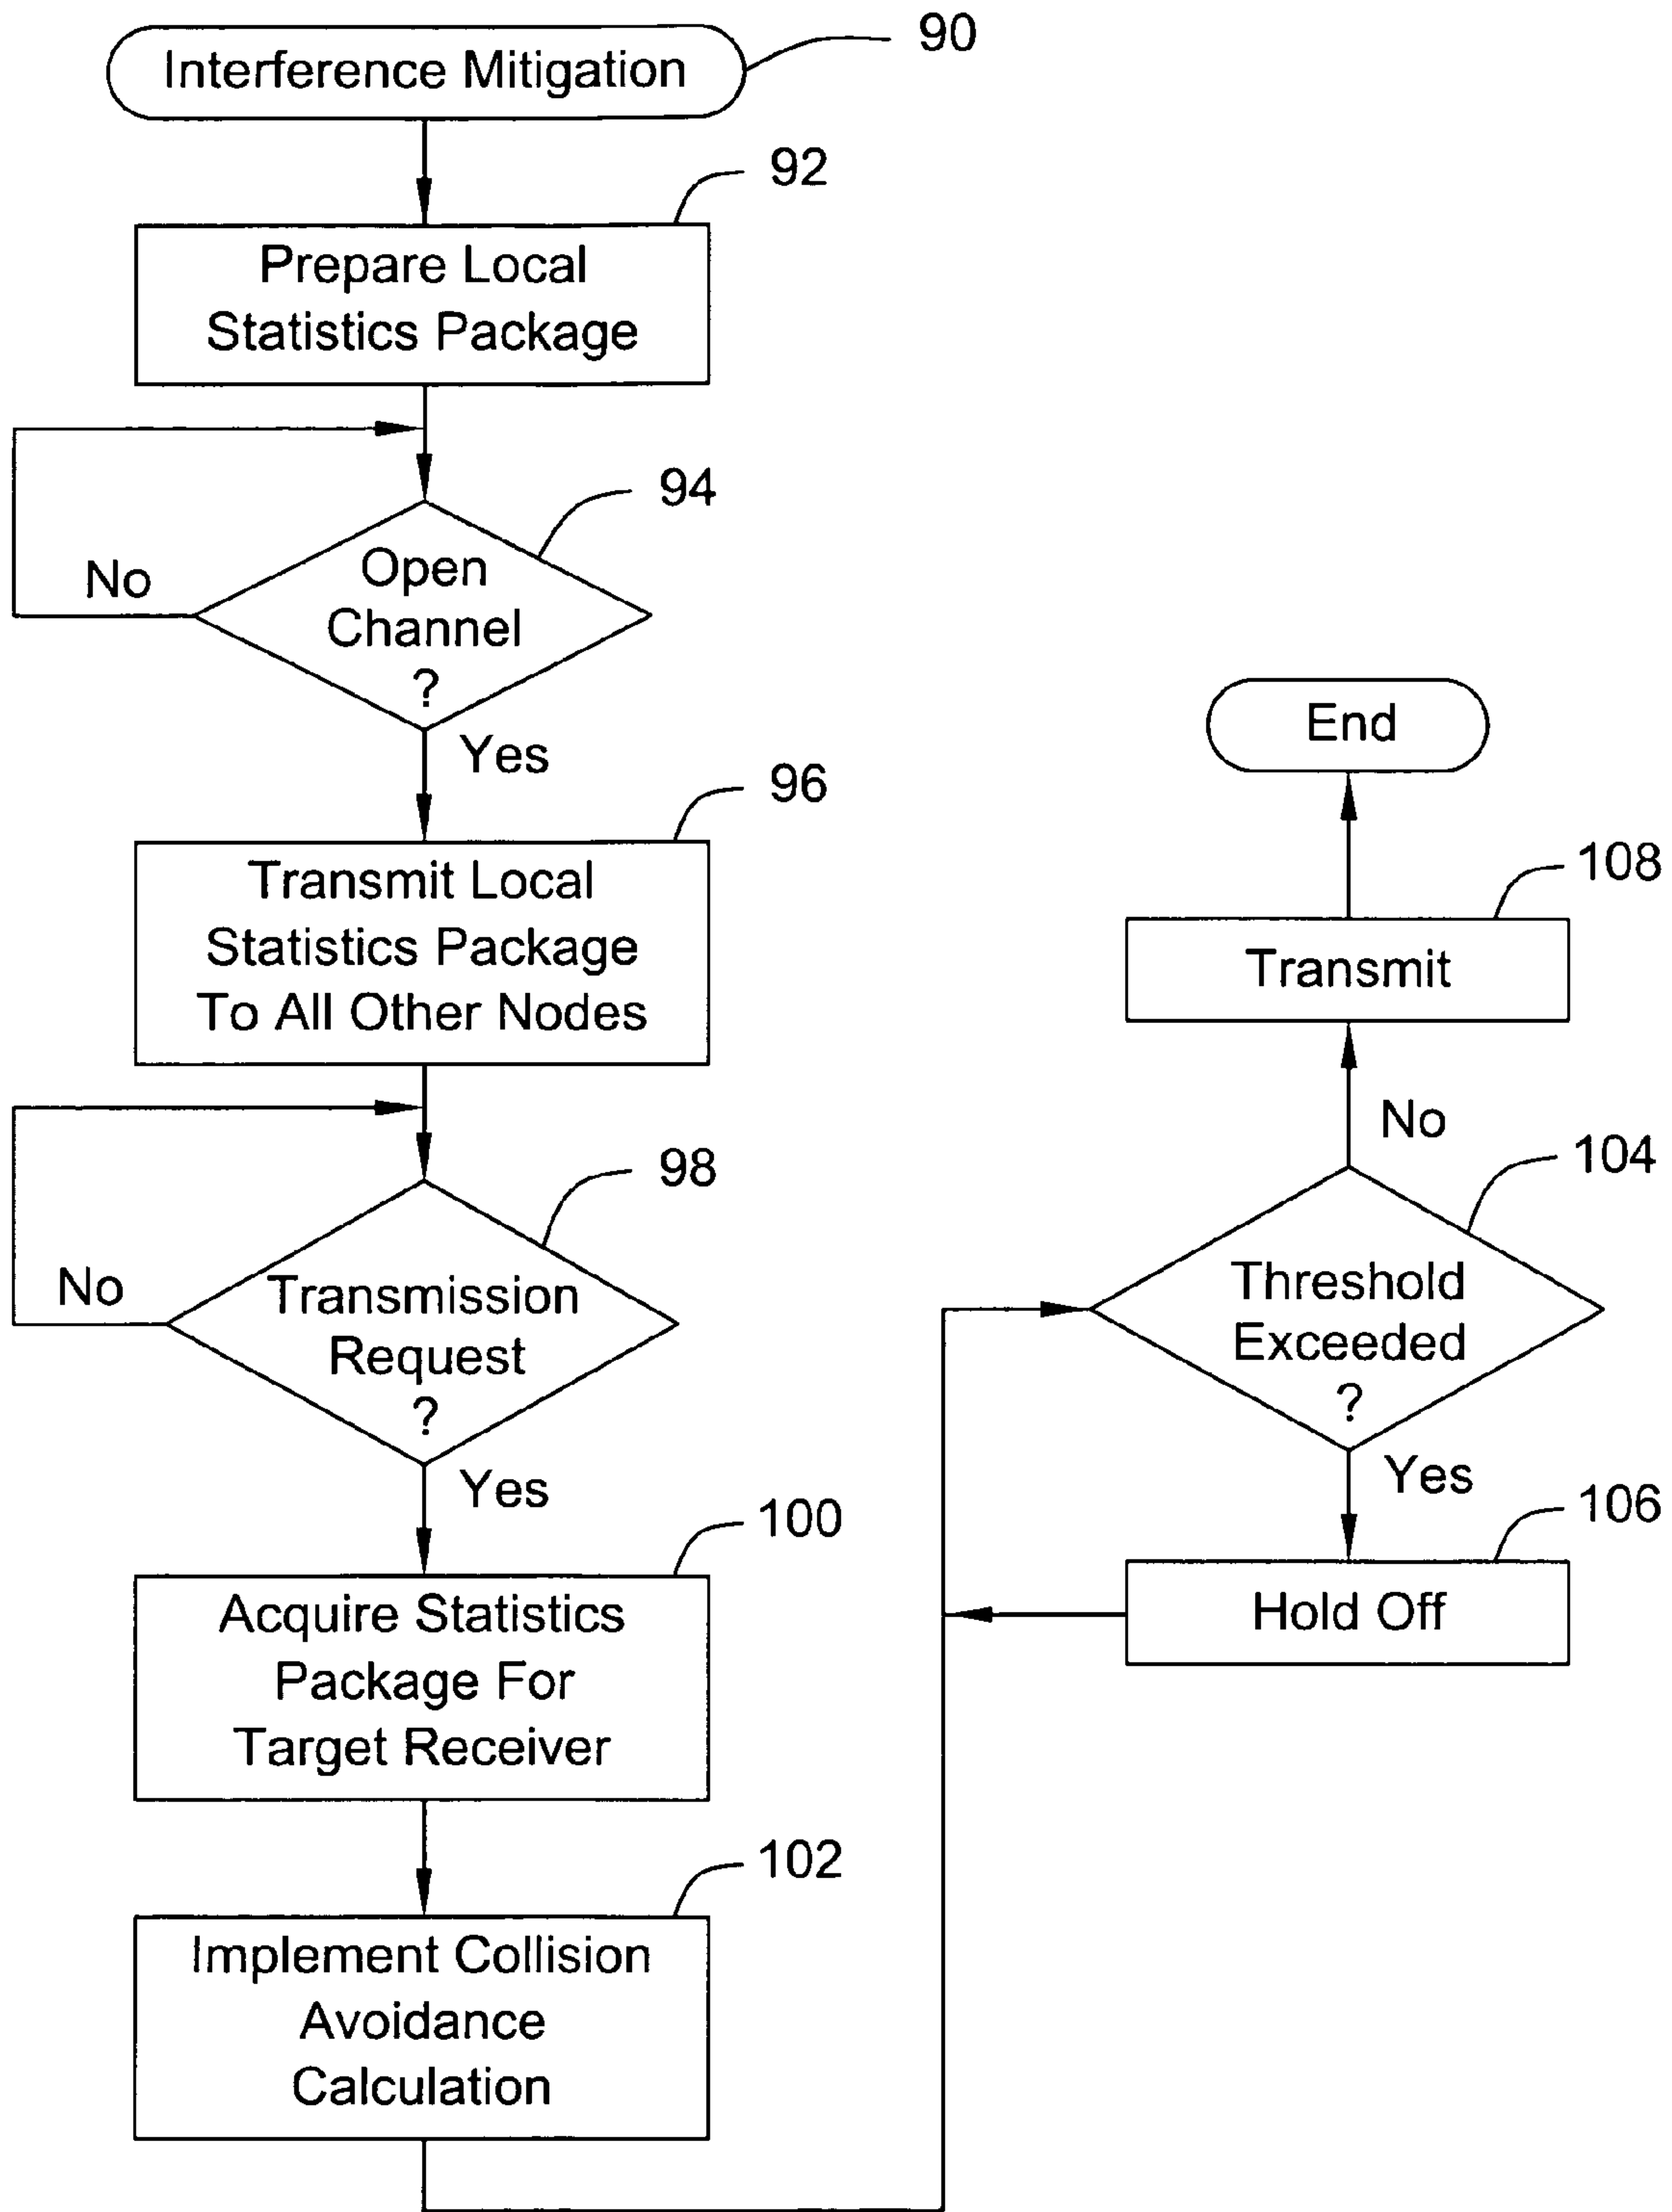 Interference Mitigation
90
92
Prepare Local
Statistics Package
94
Open
Channel
?
No
Yes
96
Transmit Local
Statistics Package
To All Other Nodes
98
Transmission
Request
?
No
Yes
100
Acquire Statistics
Package For
Target Receiver
102
Implement Collision
Avoidance
Calculation
End
108
Transmit
No
104
Threshold
Exceeded
?
Yes
106
Hold Off